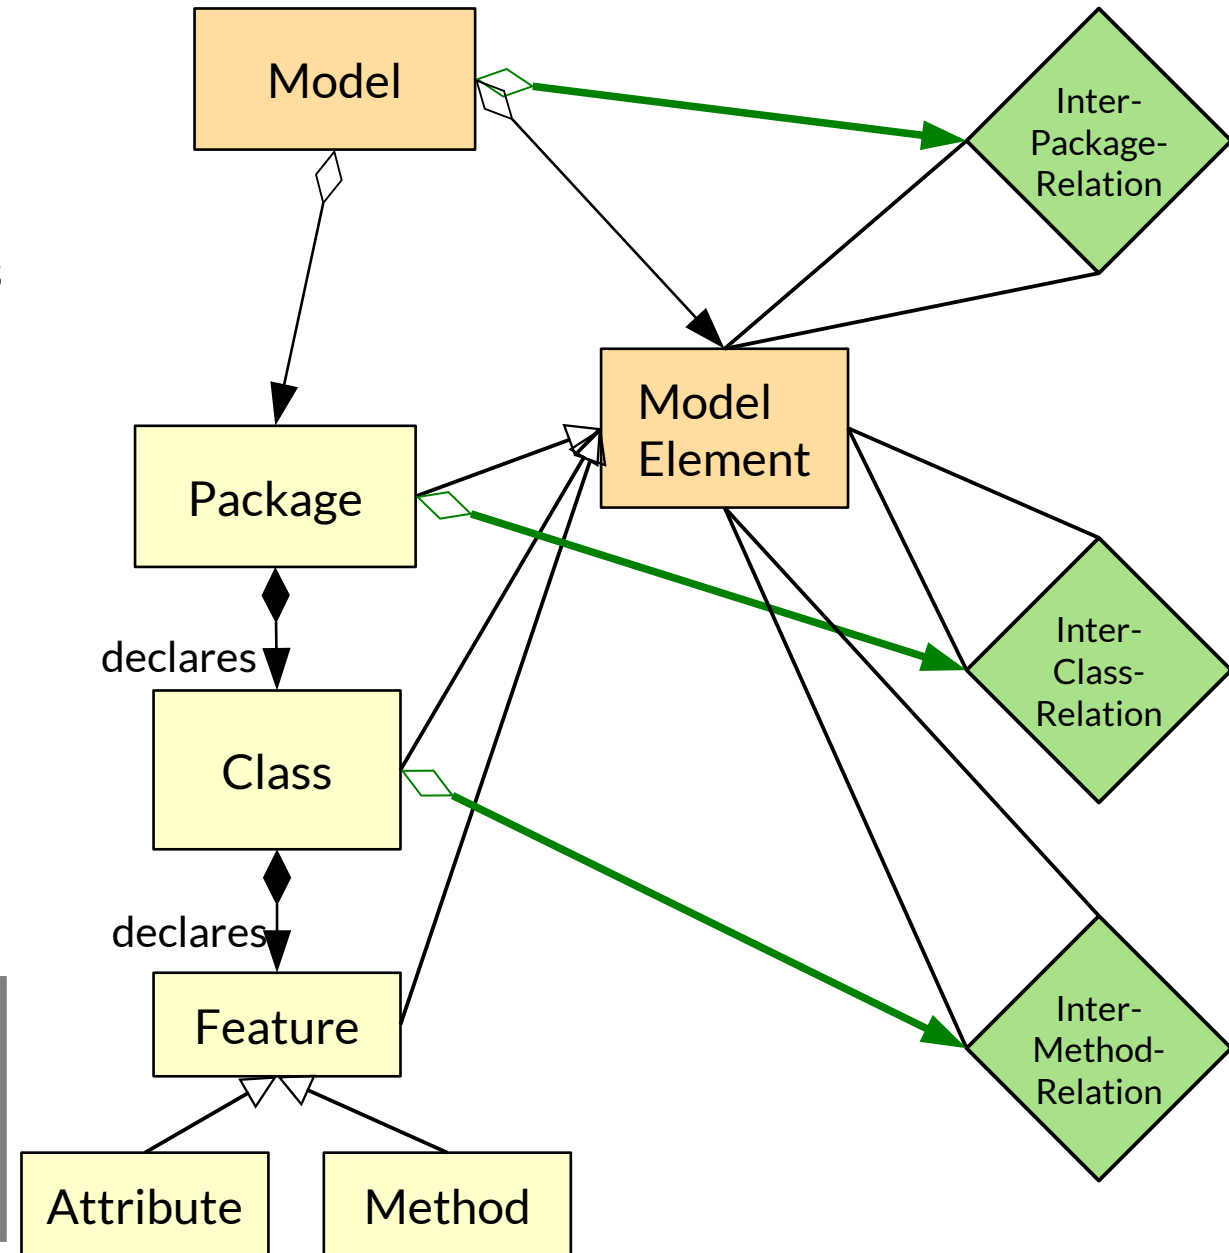 Model
Inter-
Package-
Relation
s
Model
Element
Package
declares
Inter-
Class-
Relation
Class
declares
Feature
Inter-
Method-
Relation
Attribute
Method